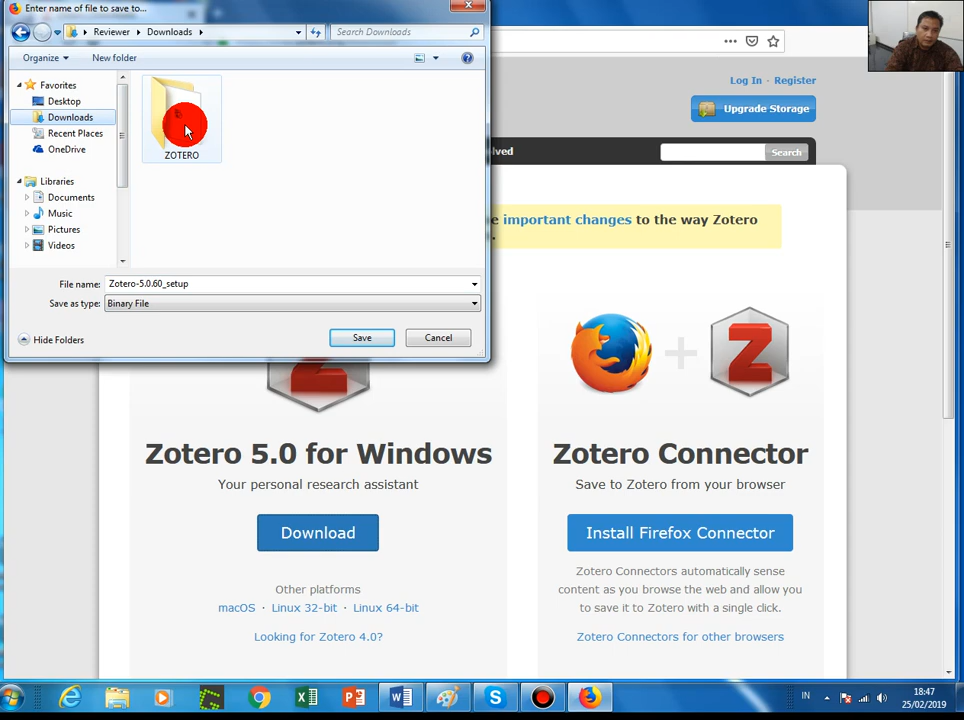 Enter name of file to save to...
Reviewer
Downloads
Search Downloads
Organize
New folder
Favorites
Desktop
Downloads
Recent Places
OneDrive
Libraries
Documents
Music
Pictures
Videos
ZOTERO
File name:
Zotero-5.0.60_setup
Save as type:
Binary File
Hide Folders
Save
Cancel
Log In · Register
Upgrade Storage
Search
important changes to the way Zotero
Z
Z
Zotero 5.0 for Windows
Your personal research assistant
Download
Other platforms
macOS · Linux 32-bit · Linux 64-bit
Looking for Zotero 4.0?
Zotero Connector
Save to Zotero from your browser
Install Firefox Connector
Zotero Connectors automatically sense
content as you browse the web and allow you
to save it to Zotero with a single click.
Zotero Connectors for other browsers
IN
18:47
25/02/2019